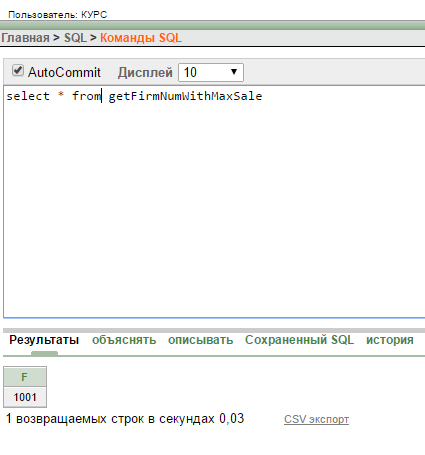 Пользователь: КУРС
Главная > SQL > Команды SQL
AutoCommit Дисплей 10
select * from getFirmNumWithMaxSale
Результаты объяснять описывать Сохраненный SQL история
F
1001
1 возвращаемых строк в секундах 0,03 CSV экспорт